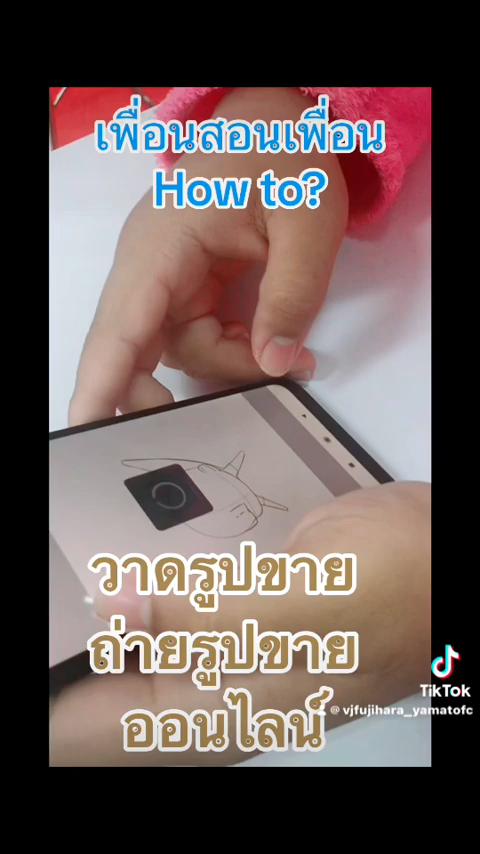 เพื่อนสอนเพื่อน
How to?
วาดรูปขาย
ถ่ายรูปขาย
ออนไลน์
TikTok
@ vjfujihara_yamatofc